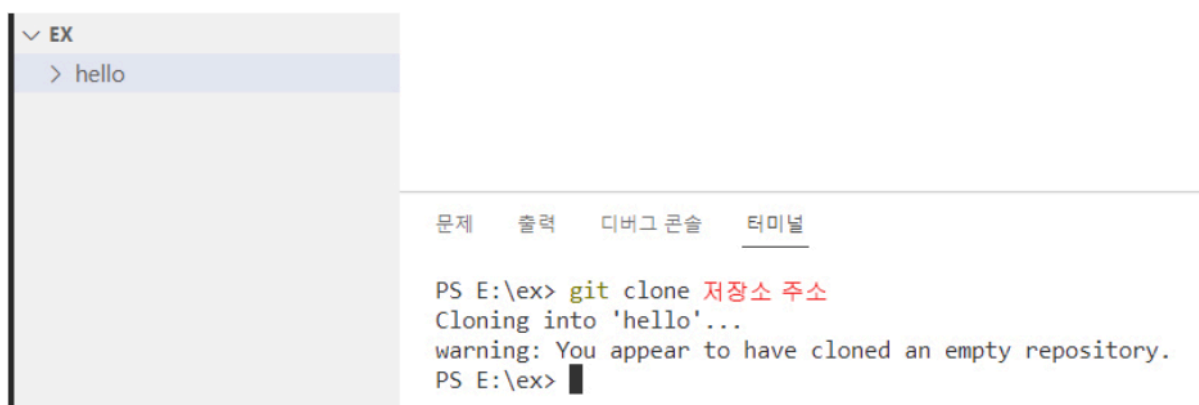 EX
hello
문제 출력 디버그 콘솔 터미널
PS E:\ex> git clone 저장소 주소
Cloning into 'hello'...
warning: You appear to have cloned an empty repository.
PS E:\ex>